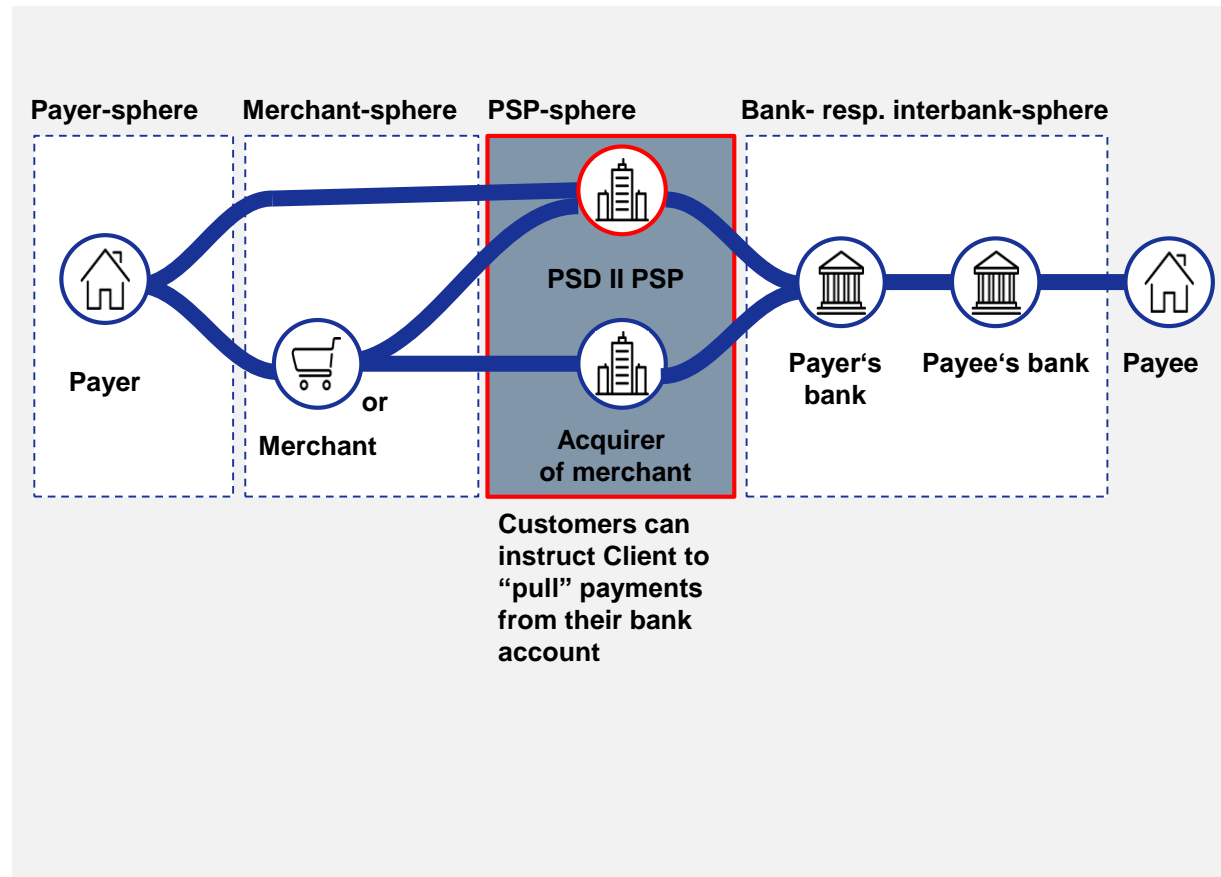 Payer-sphere
Merchant-sphere
PSP-sphere
Bank- resp. interbank-sphere
PSD II PSP
Payer
or
Merchant
Acquirer
of merchant
Payer‘s
bank
Payee‘s bank
Payee
Customers can
instruct Client to
“pull” payments
from their bank
account